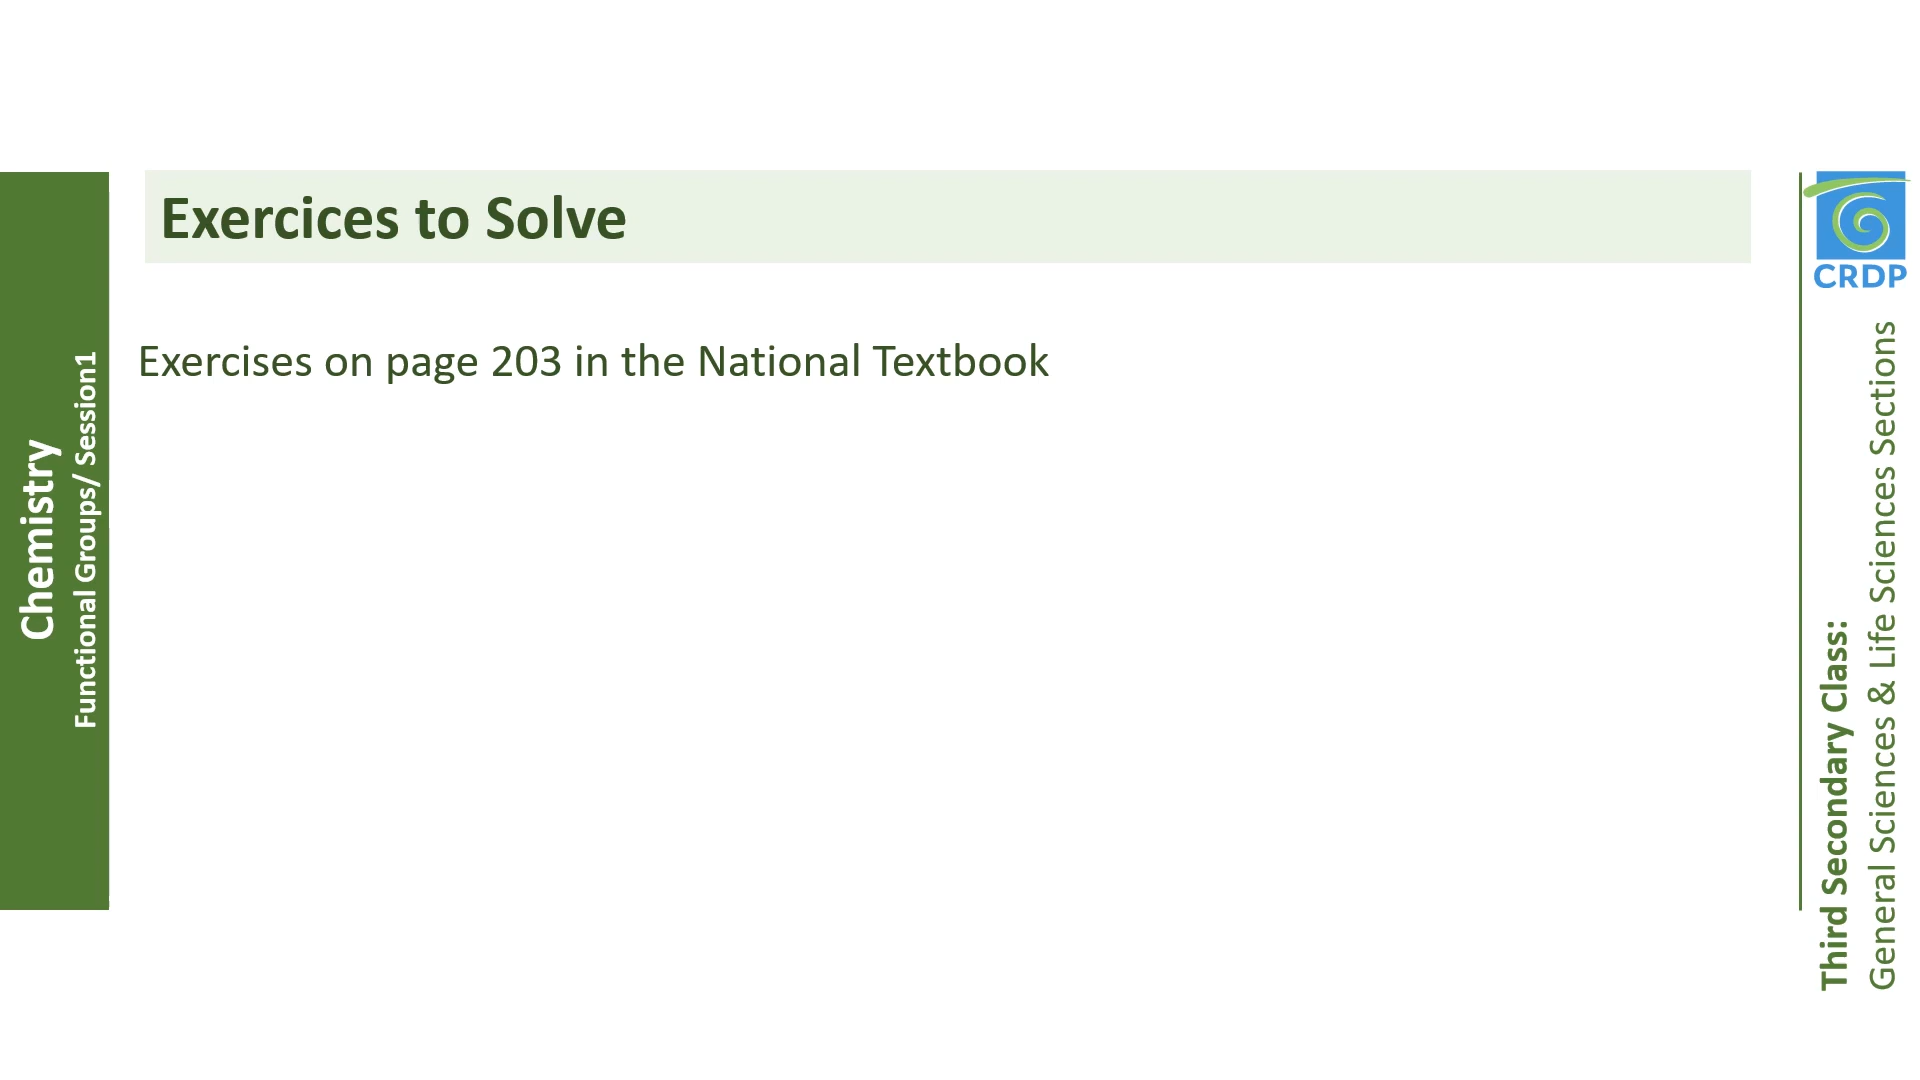 Chemistry
Functional Groups/ Session1
Exercices to Solve
Exercises on page 203 in the National Textbook
CRDP
Third Secondary Class:
General Sciences & Life Sciences Sections